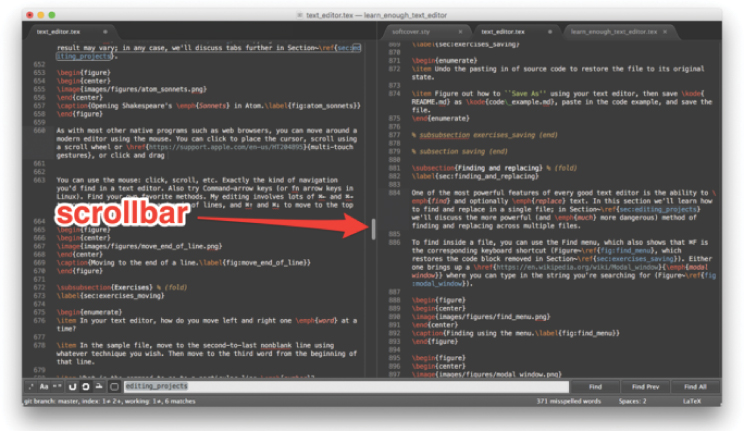 text_editor.tex — learn_enough_text_editor
text_editor.tex
result may vary; in any case, we'll discuss tabs further in Section~\ref{sec:ed
iting_projects}.
652
653 \begin{figure}
654 \begin{center}
655 \image{images/figures/atom_sonnets.png}
656 \end{center}
657 \caption{Opening Shakespeare's \emph{Sonnets} in Atom.\label{fig:atom_sonnets}}
658 \end{figure}
659
660 As with most other native programs such as web browsers, you can move around a
modern editor using the mouse. You can click to place the cursor, scroll using
a scroll wheel or \href{https://support.apple.com/en-us/HT204895}{multi-touch
gestures}, or click and drag
661
662
663 You can use the mouse: click, scroll, etc. Exactly the kind of navigation
you'd find in a text editor. Also try Command-arrow keys (or fn arrow keys in
Linux). Find your favorite methods. My editing involves lots of
of lines, and ⌘↑ and ⌘↓ to move to the top
scrollbar
664
665 \begin{figure}
666 \begin{center}
667 \image{images/figures/move_end_of_line.png}
668 \end{center}
669 \caption{Moving to the end of a line.\label{fig:move_end_of_line}}
670 \end{figure}
671
672 \subsubsection{Exercises} % (fold)
673 \label{sec:exercises_moving}
674
675 \begin{enumerate}
676 \item In your text editor, how do you move left and right one \emph{word} at a
time?
677
678 \item In the sample file, move to the second-to-last nonblank line using
whatever technique you wish. Then move to the third word from the beginning of
that line.
679
softcover.sty
text_editor.tex
learn_enough_text_editor.tex
869 \label{sec:exercises_saving}
870
871 \begin{enumerate}
872 \item Undo the pasting in of source code to restore the file to its original
state.
873
874 \item Figure out how to ``Save As'' using your text editor, then save \kode{
README.md} as \kode{code\_example.md}, paste in the code example, and save the
file.
875 \end{enumerate}
876
877 % subsubsection exercises_saving (end)
878
879 % subsection saving (end)
880
881 \subsection{Finding and replacing} % (fold)
882 \label{sec:finding_and_replacing}
883
884 One of the most powerful features of every good text editor is the ability to \
emph{find} and optionally \emph{replace} text. In this section we'll learn how
to find and replace in a single file; in Section~\ref{sec:editing_projects}
we'll discuss the more powerful (and \emph{much} more dangerous) method of
finding and replacing across multiple files.
885
886 To find inside a file, you can use the Find menu, which also shows that ⌘F is
the corresponding keyboard shortcut (Figure~\ref{fig:find_menu}, which
restores the code block removed in Section~\ref{sec:exercises_saving}). Either
one brings up a \href{https://en.wikipedia.org/wiki/Modal_window}{\emph{modal
window}} where you can type in the string you're searching for (Figure~\ref{fig
:modal_window}).
887
888 \begin{figure}
889 \begin{center}
890 \image{images/figures/find_menu.png}
891 \end{center}
892 \caption{Finding using the menu.\label{fig:find_menu}}
893 \end{figure}
894
895 \begin{figure}
896 \begin{center}
897 \image{images/figures/modal_window.png}
.* Aa “” editing_projects Find Find Prev Find All
git branch: master, index: 1✶ 2✶, working: 1✶, 6 matches 371 misspelled words Spaces: 2 LaTeX